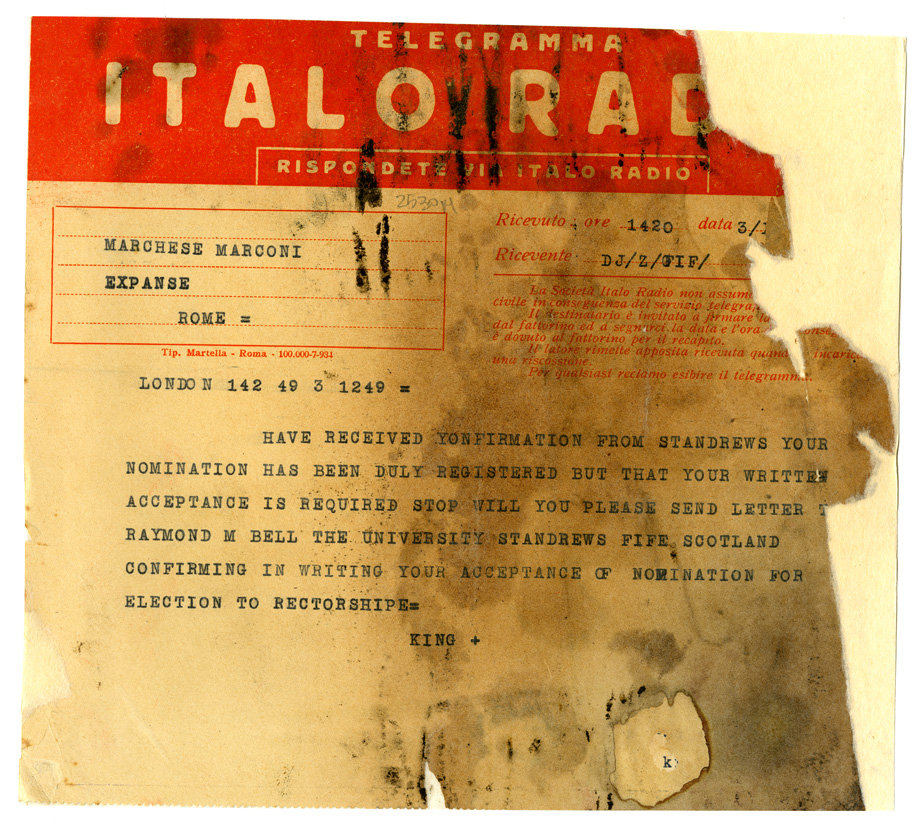 TELEGRAMMA
ITALO RAD
RISPONDETE VIA ITALO RADIO
MARCHESE MARCONI
EXPANSE
ROME =
Tip. Martella - Roma - 100.000-7-934
Ricevuto: ore 1420 data 3/
Ricevente DJ/Z/
La Società Italo Radio non assume
civile in conseguenza del servizio
Il destinatario è invitato a firmare
dal fattorino ed a segnarci la data e l'ora
è dovuto al fattorino per il recapito.
Il latore rimette apposita ricevuta
una riscossione.
Per qualsiasi reclamo esibire il telegramma.
LONDON 142 49 3 1249 =
HAVE RECEIVED YONFIRMATION FROM STANDREWS YOUR
NOMINATION HAS BEEN DULY REGISTERED BUT THAT YOUR WRITTEN
ACCEPTANCE IS REQUIRED STOP WILL YOU PLEASE SEND LETTER T
RAYMOND M BELL THE UNIVERSITY STANDREWS FIFE SCOTLAND
CONFIRMING IN WRITING YOUR ACCEPTANCE OF NOMINATION FOR
ELECTION TO RECTORSHIPE=
KING +
k